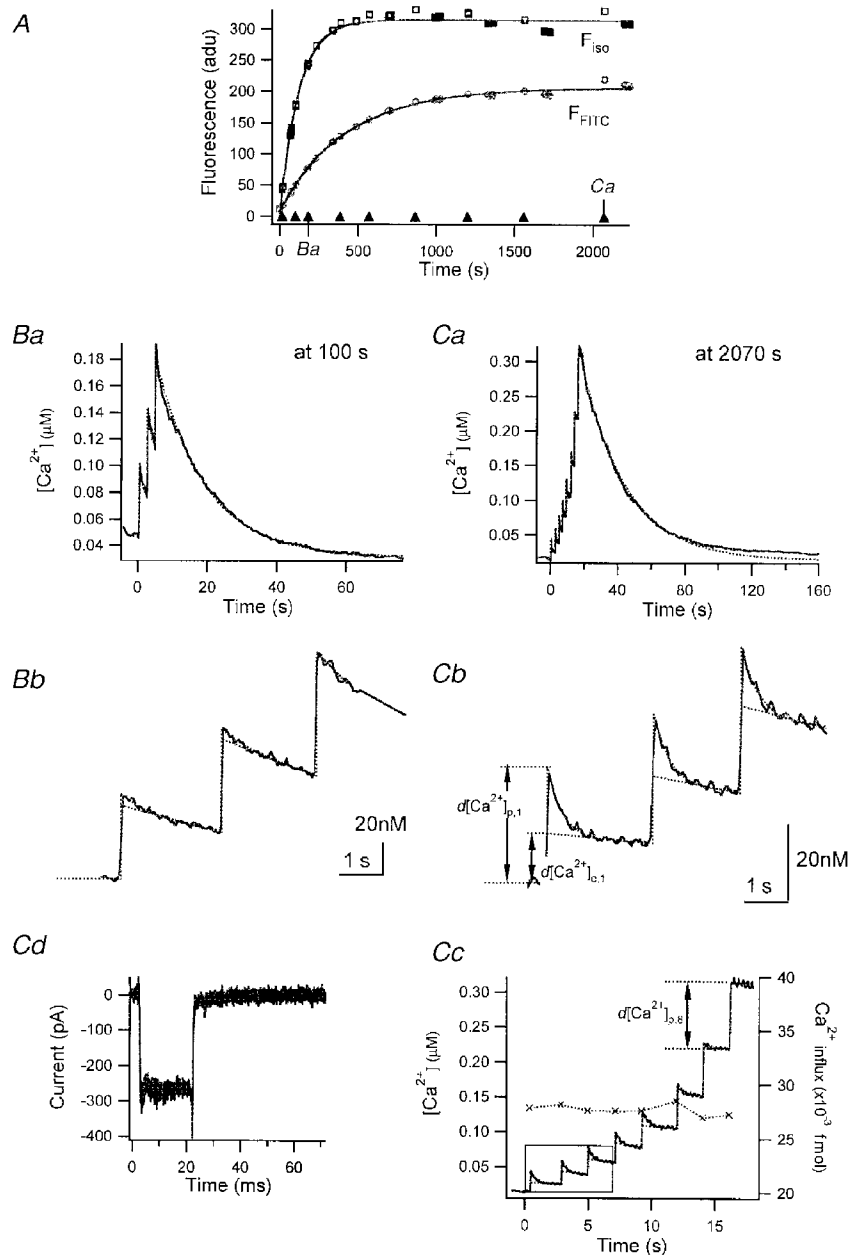 A
Fluorescence (adu)
300
250
200
150
100
50
0
F_iso
F_FITC
Ca
Ba
0
500
1000
1500
2000
Time (s)
Ba
at 100 s
[Ca²⁺] (µM)
0.18
0.16
0.14
0.12
0.10
0.08
0.06
0.04
0
20
40
60
Time (s)
Ca
at 2070 s
[Ca²⁺] (µM)
0.30
0.25
0.20
0.15
0.10
0.05
0
40
80
120
160
Time (s)
Bb
20nM
1 s
Cb
d[Ca²⁺]p,1
d[Ca²⁺]e,1
20nM
1 s
Cd
Current (pA)
0
-100
-200
-300
-400
0
20
40
60
Time (ms)
Cc
[Ca²⁺] (µM)
0.30
0.25
0.20
0.15
0.10
0.05
40
35
30
25
20
Ca²⁺ influx (x10⁻³ fmol)
0
5
10
15
Time (s)